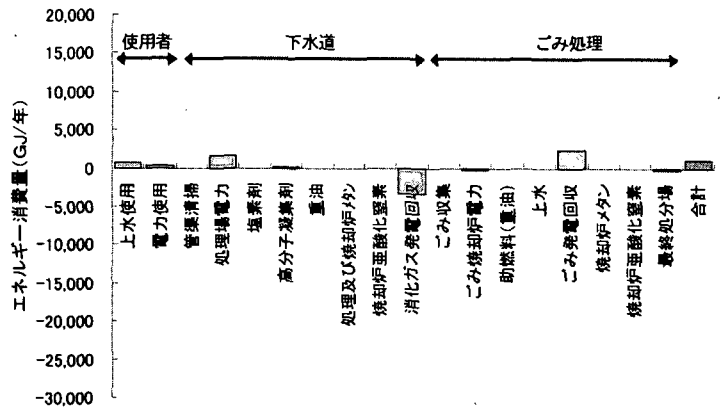 エネルギー消費量(GJ/年)
20,000
15,000
10,000
5,000
0
-5,000
-10,000
-15,000
-20,000
-25,000
-30,000
使用者
下水道
ごみ処理
上水使用
電力使用
管渠清掃
処理場電力
塩素剤
高分子凝集剤
重油
処理及び焼却炉メタン
焼却炉亜酸化窒素
消化ガス発電回収
ごみ収集
ごみ焼却炉電力
助燃料(重油)
上水
ごみ発電回収
焼却炉メタン
焼却炉亜酸化窒素
最終処分場
合計